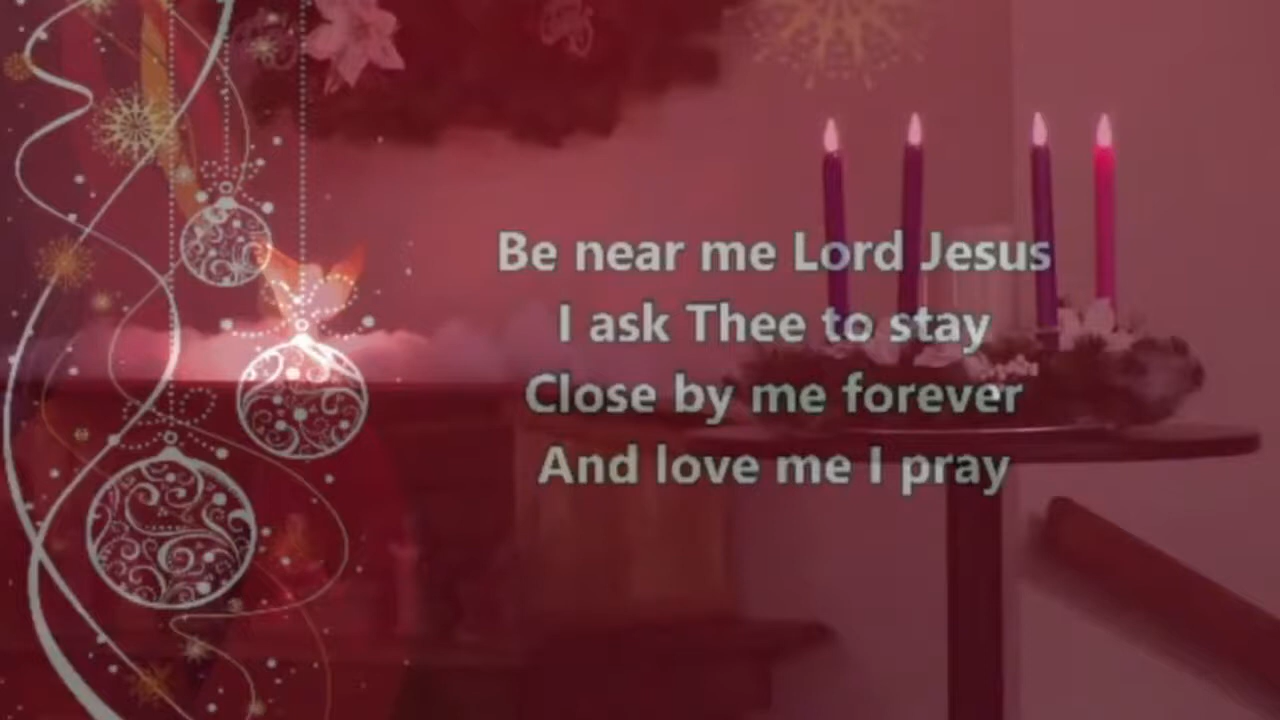 Be near me Lord Jesus
I ask Thee to stay
Close by me forever
And love me I pray